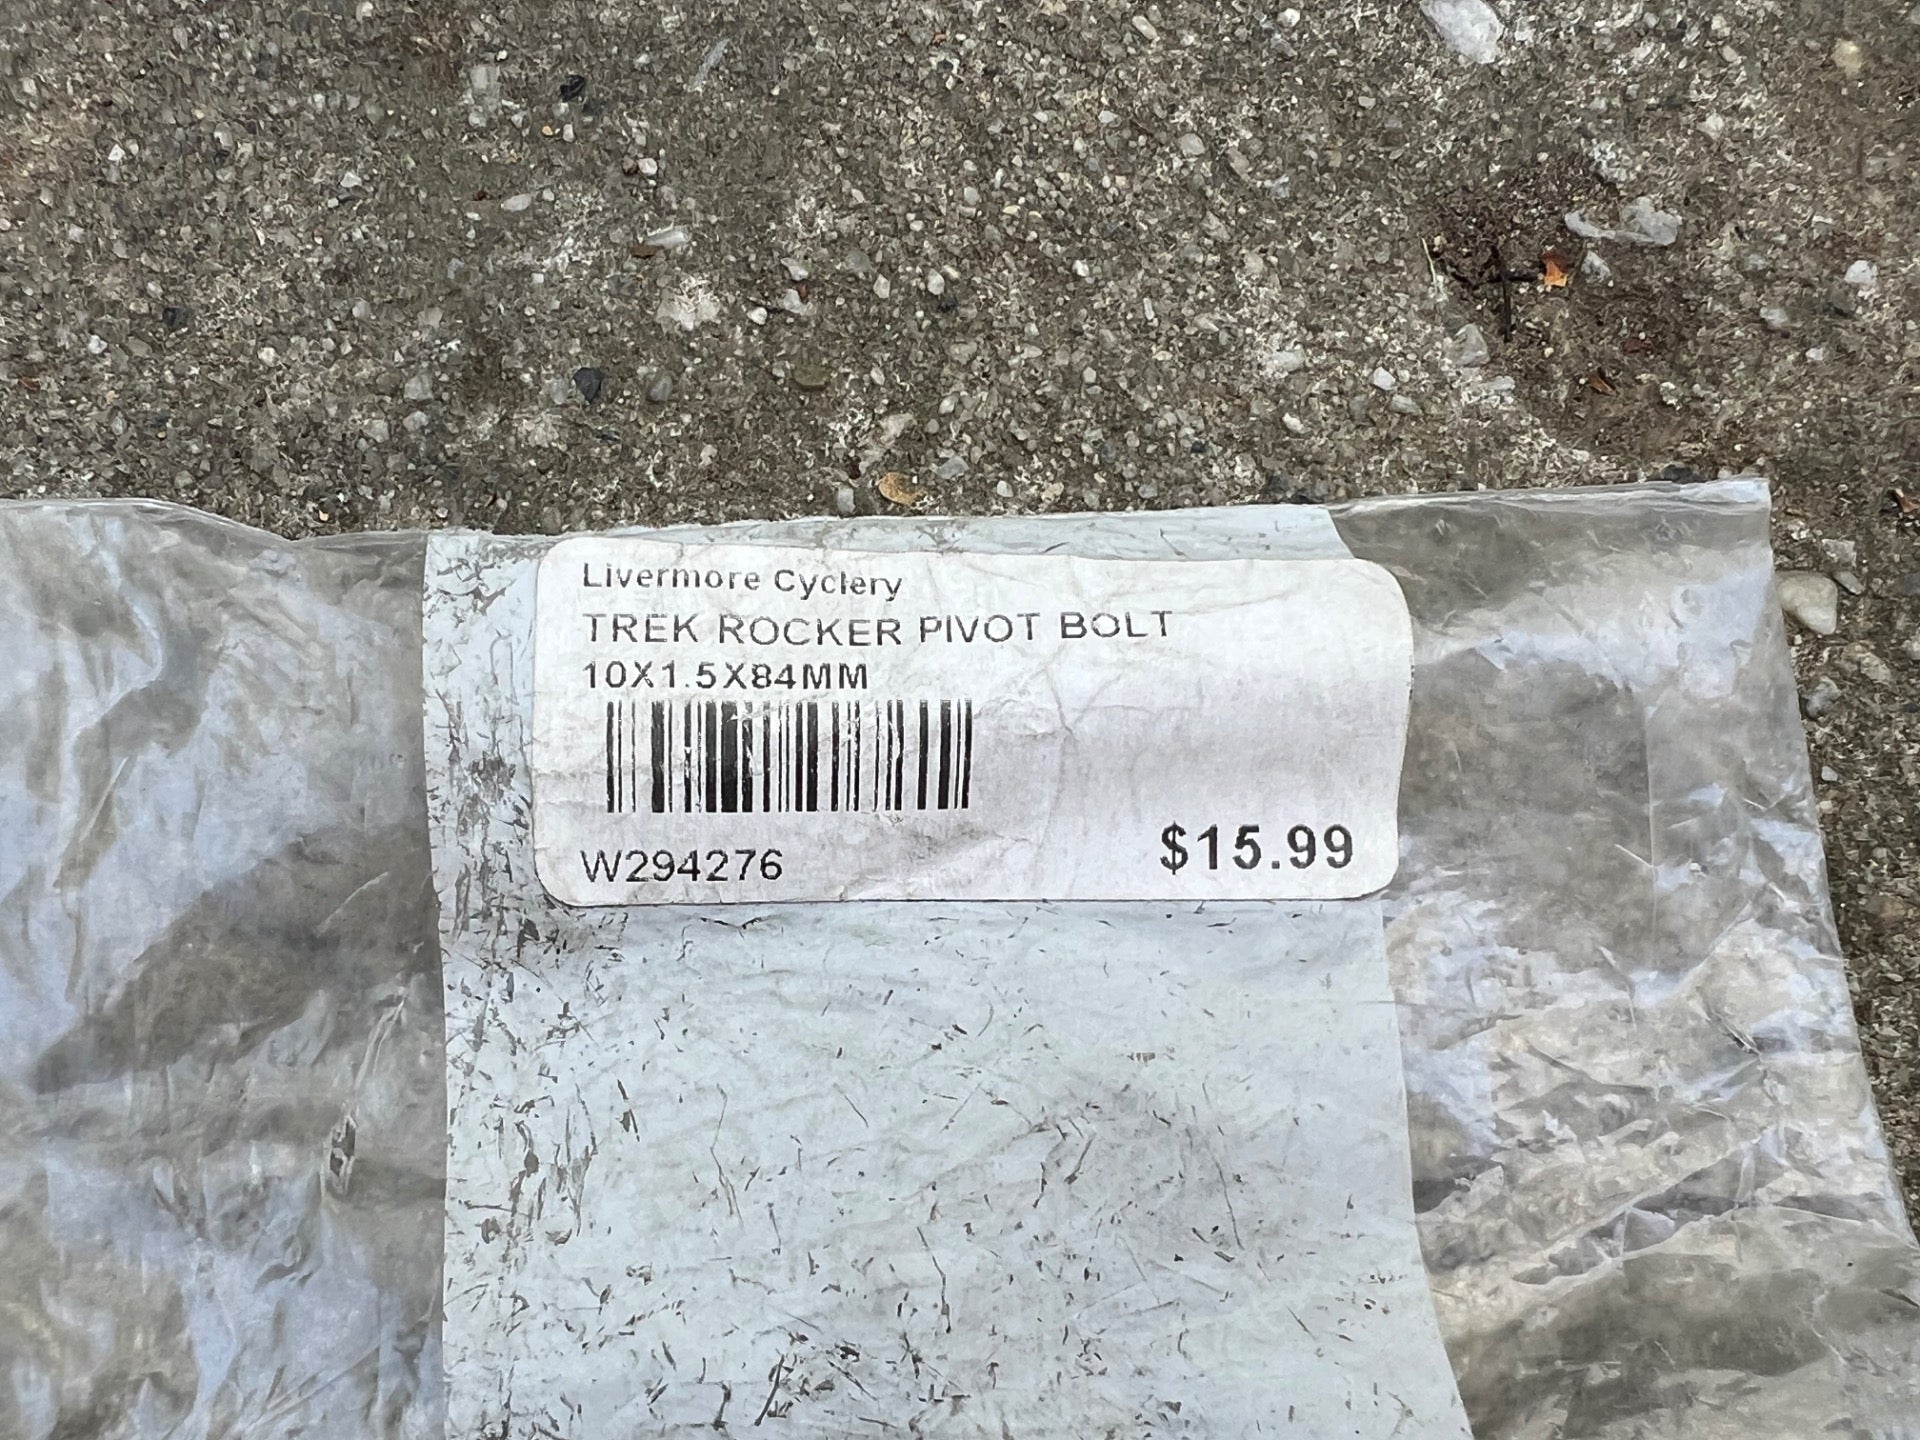 Livermore Cyclery
TREK ROCKER PIVOT BOLT
10X1.5X84MM
W294276
$15.99